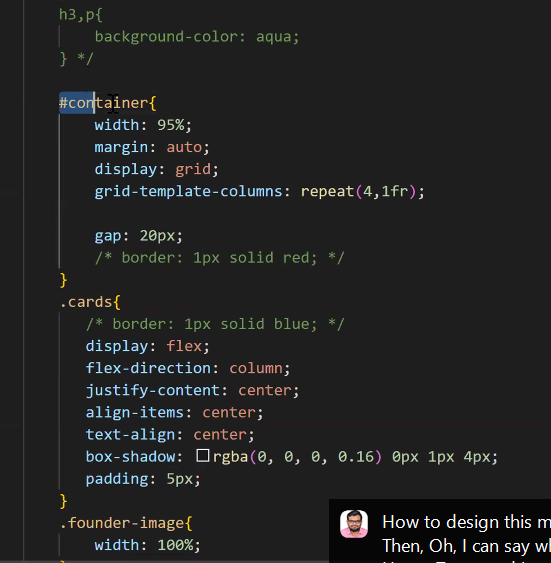 h3,p{
background-color: aqua;
} */
#container{
width: 95%;
margin: auto;
display: grid;
grid-template-columns: repeat(4,1fr);
gap: 20px;
/* border: 1px solid red; */
}
.cards{
/* border: 1px solid blue; */
display: flex;
flex-direction: column;
justify-content: center;
align-items: center;
text-align: center;
box-shadow: rgba(0, 0, 0, 0.16) 0px 1px 4px;
padding: 5px;
}
.founder-image{
width: 100%;
How to design this m
Then, Oh, I can say wh